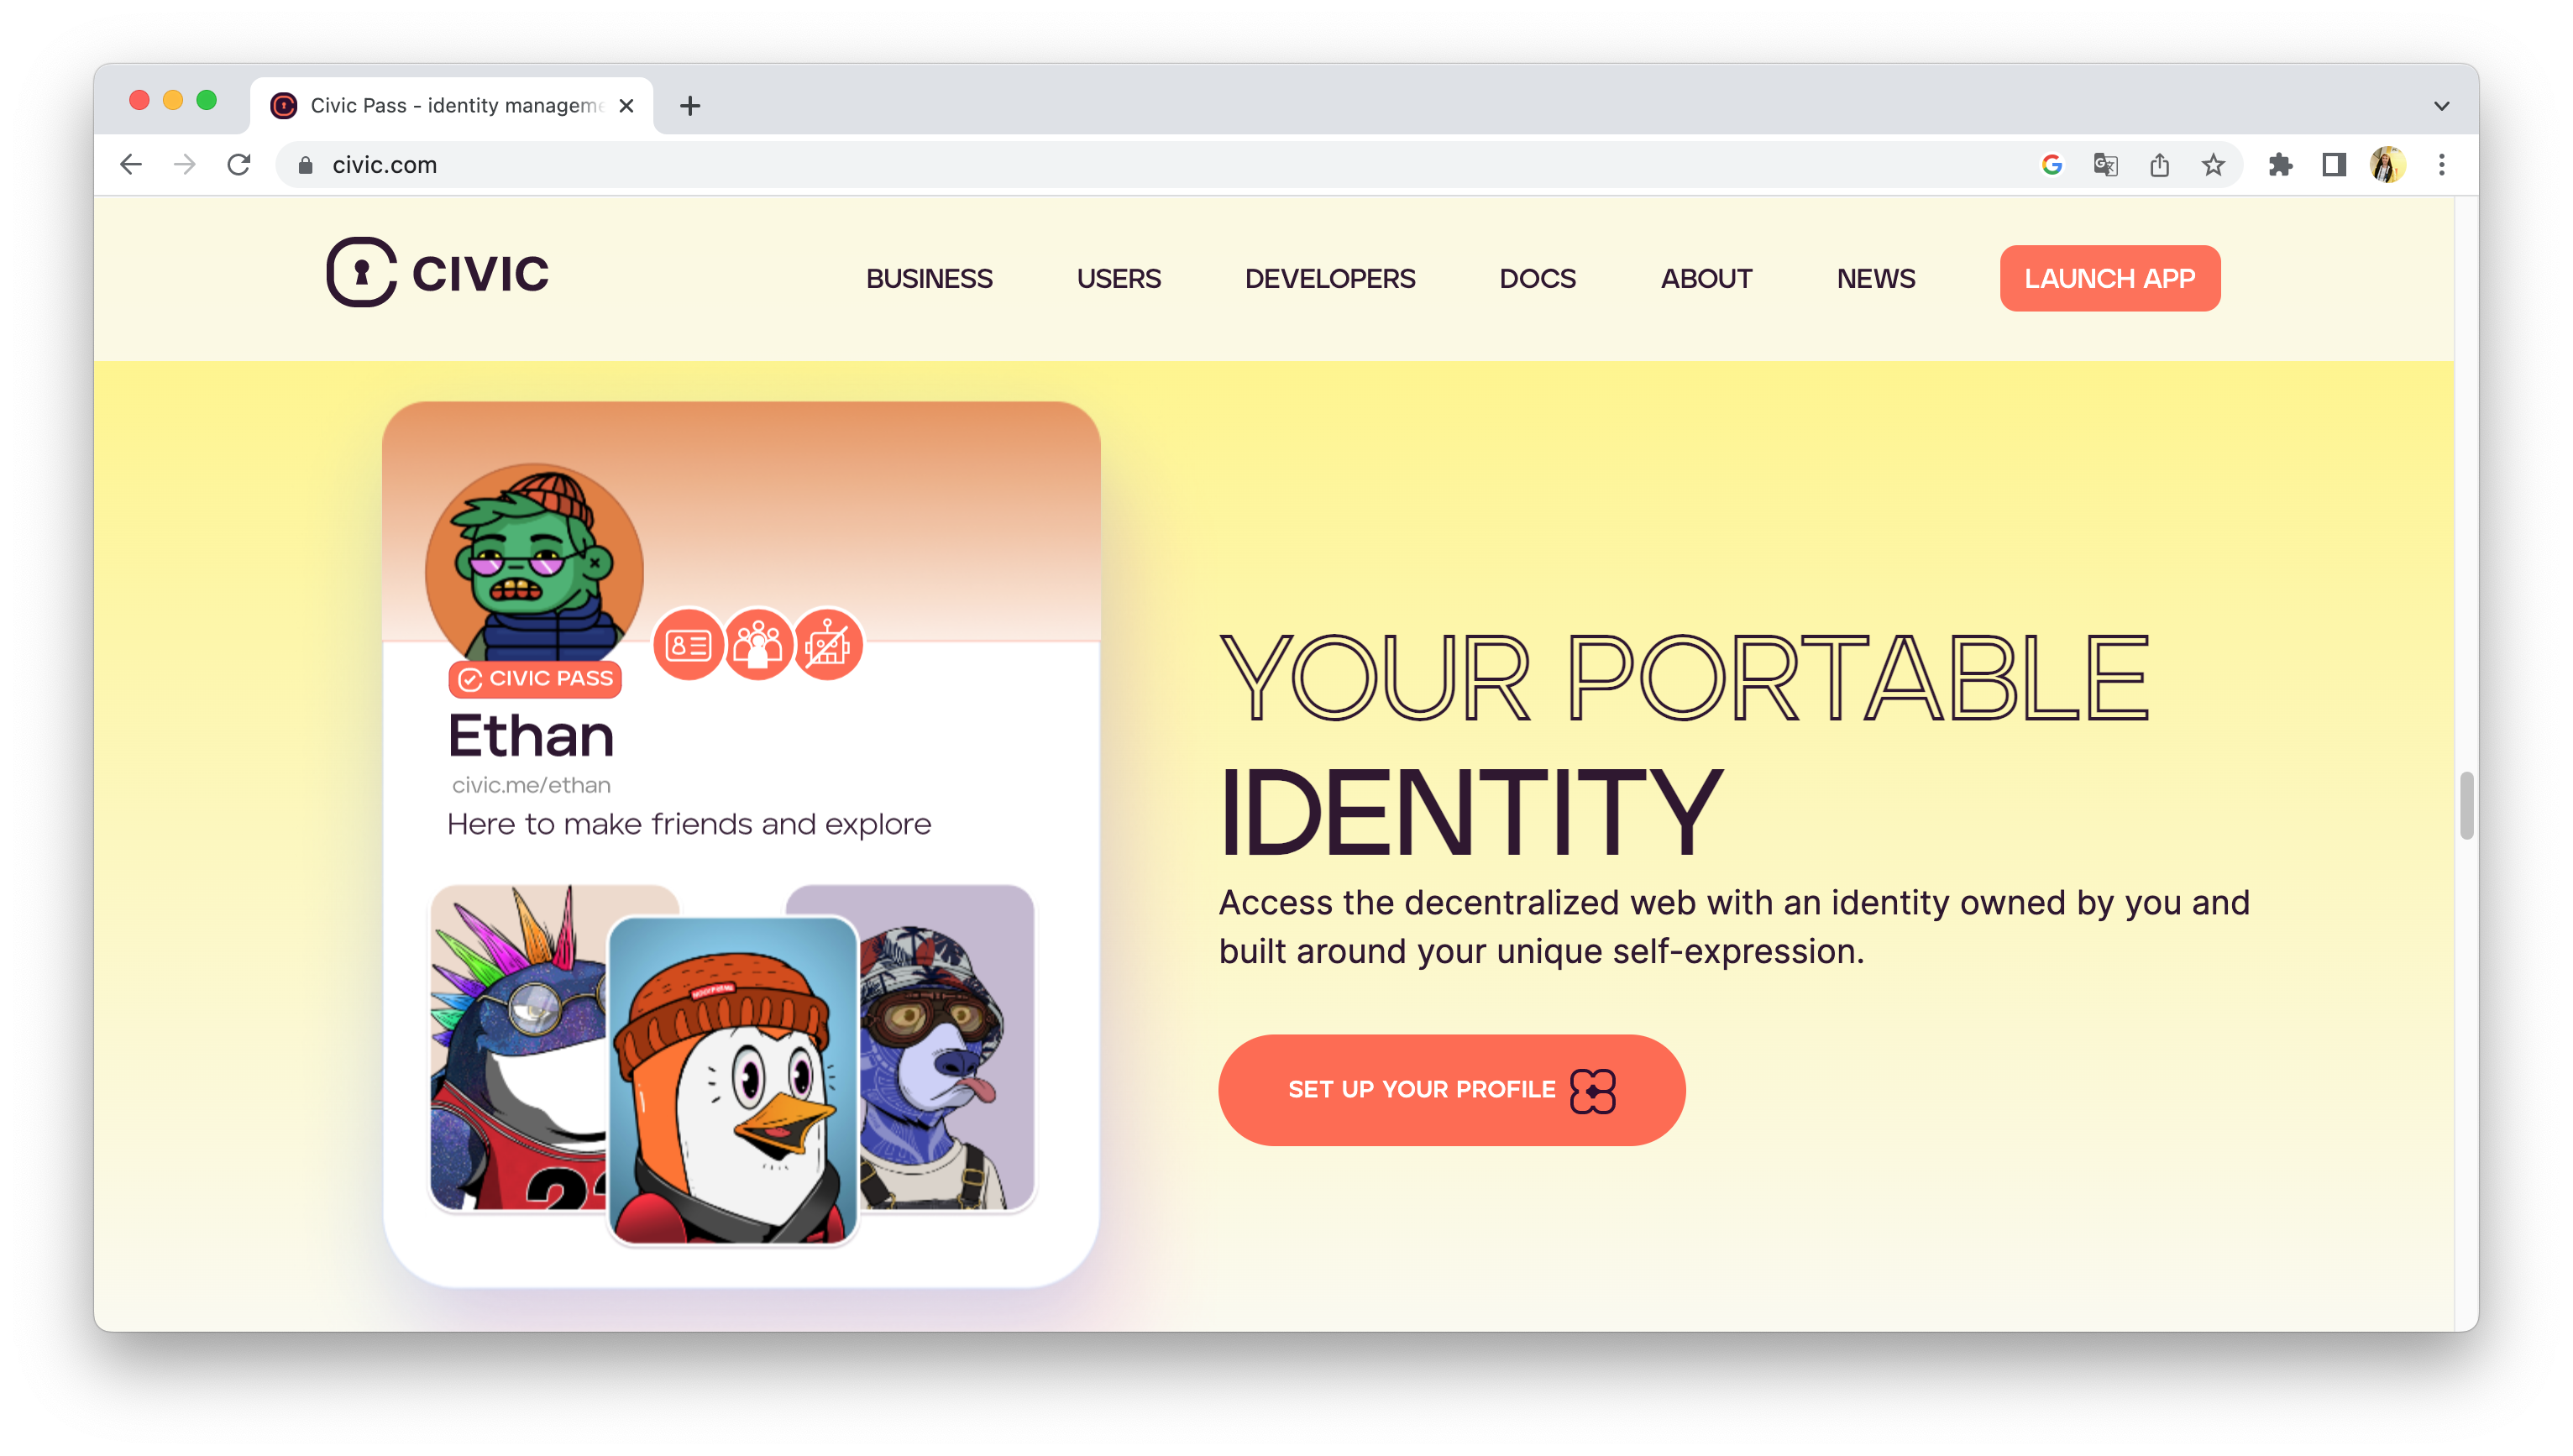 Civic Pass - identity manageme
civic.com
CIVIC
BUSINESS USERS DEVELOPERS DOCS ABOUT NEWS LAUNCH APP
CIVIC PASS
Ethan
civic.me/ethan
Here to make friends and explore
YOUR PORTABLE
IDENTITY
Access the decentralized web with an identity owned by you and
built around your unique self-expression.
SET UP YOUR PROFILE